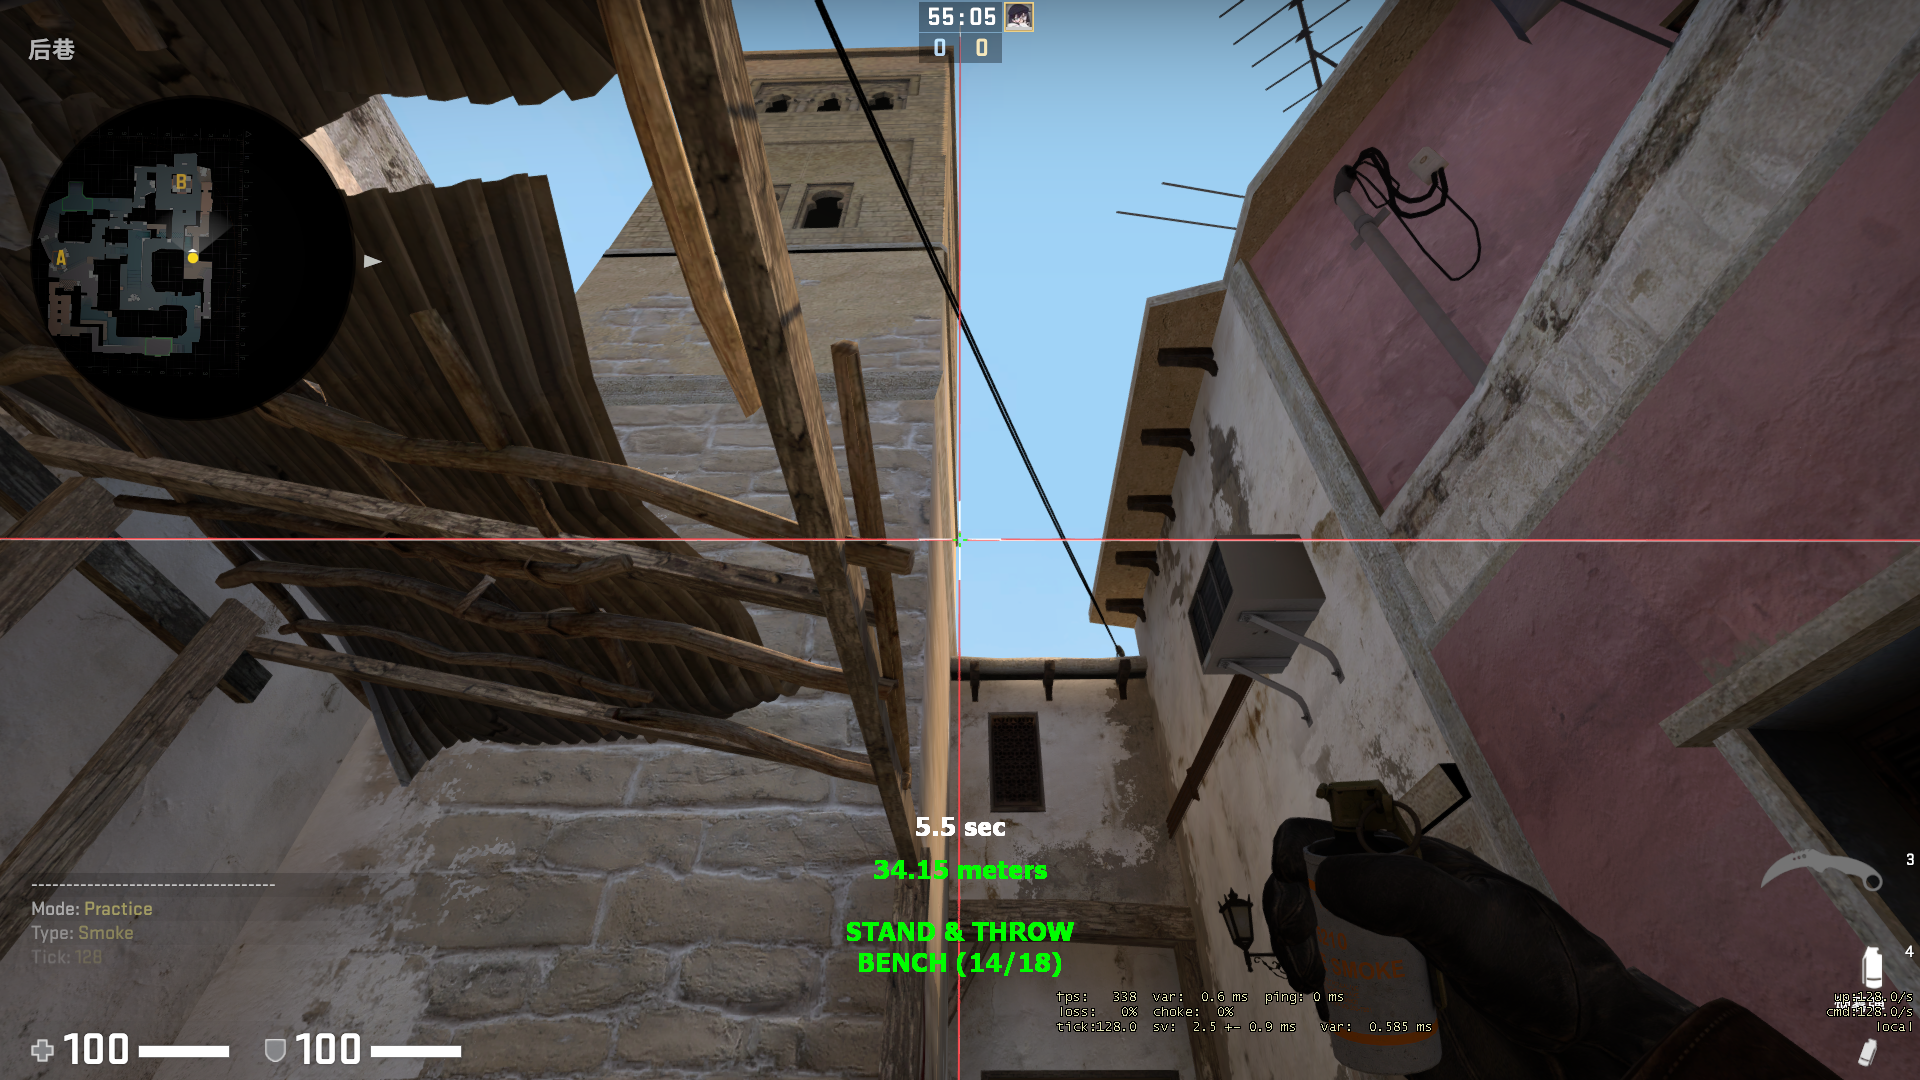 55:05
0 0
后巷
B
A
5.5 sec
34.15 meters
STAND & THROW
BENCH (14/18)
----------------------------------
Mode: Practice
Type: Smoke
Tick: 128
100 100
3
4
SMOKE
fps: 338 var: 0.6 ms ping: 0 ms
loss: 0% choke: 0%
tick:128.0 sv: 2.5 +- 0.9 ms var: 0.585 ms
up:128.0/s
cmd:128.0/s
local